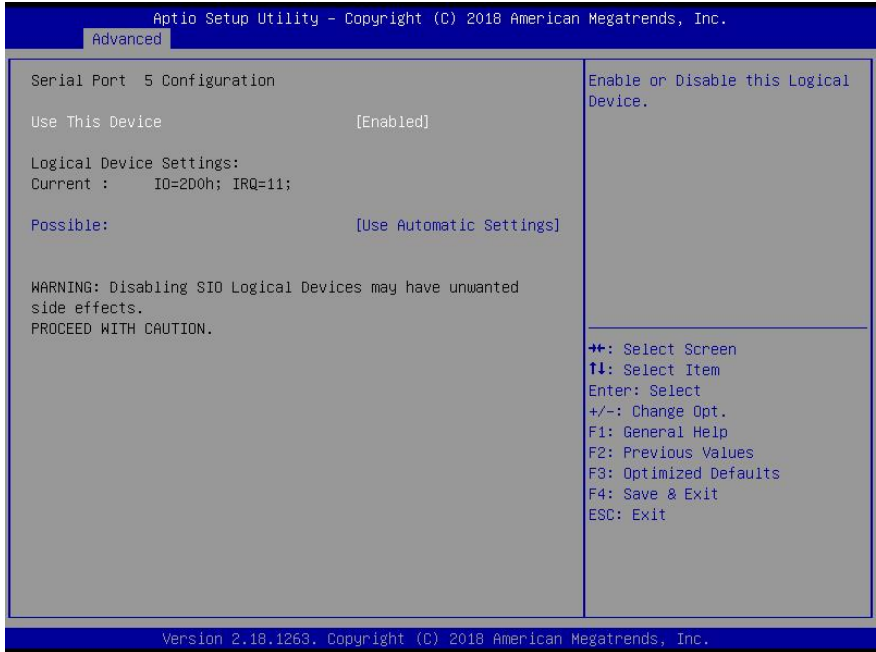 Aptio Setup Utility – Copyright (C) 2018 American Megatrends, Inc.
Advanced
Serial Port 5 Configuration
Use This Device [Enabled]
Logical Device Settings:
Current : IO=2D0h; IRQ=11;
Possible: [Use Automatic Settings]
WARNING: Disabling SIO Logical Devices may have unwanted
side effects.
PROCEED WITH CAUTION.
Enable or Disable this Logical
Device.
→←: Select Screen
↑↓: Select Item
Enter: Select
+/-: Change Opt.
F1: General Help
F2: Previous Values
F3: Optimized Defaults
F4: Save & Exit
ESC: Exit
Version 2.18.1263. Copyright (C) 2018 American Megatrends, Inc.